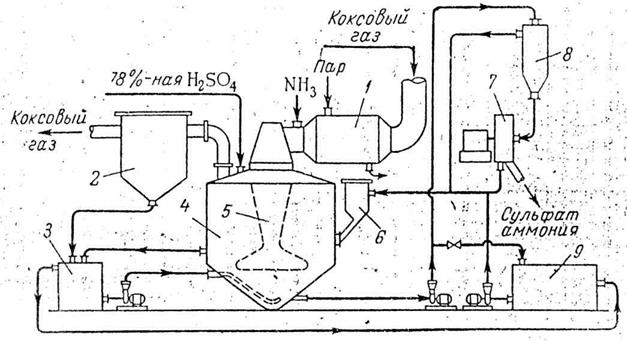 Коксовый
газ
Пар
78%-ная H₂SO₄
NH₃
1
8
7
Коксовый
газ
2
4
5
6
Сульфат
аммония
3
9